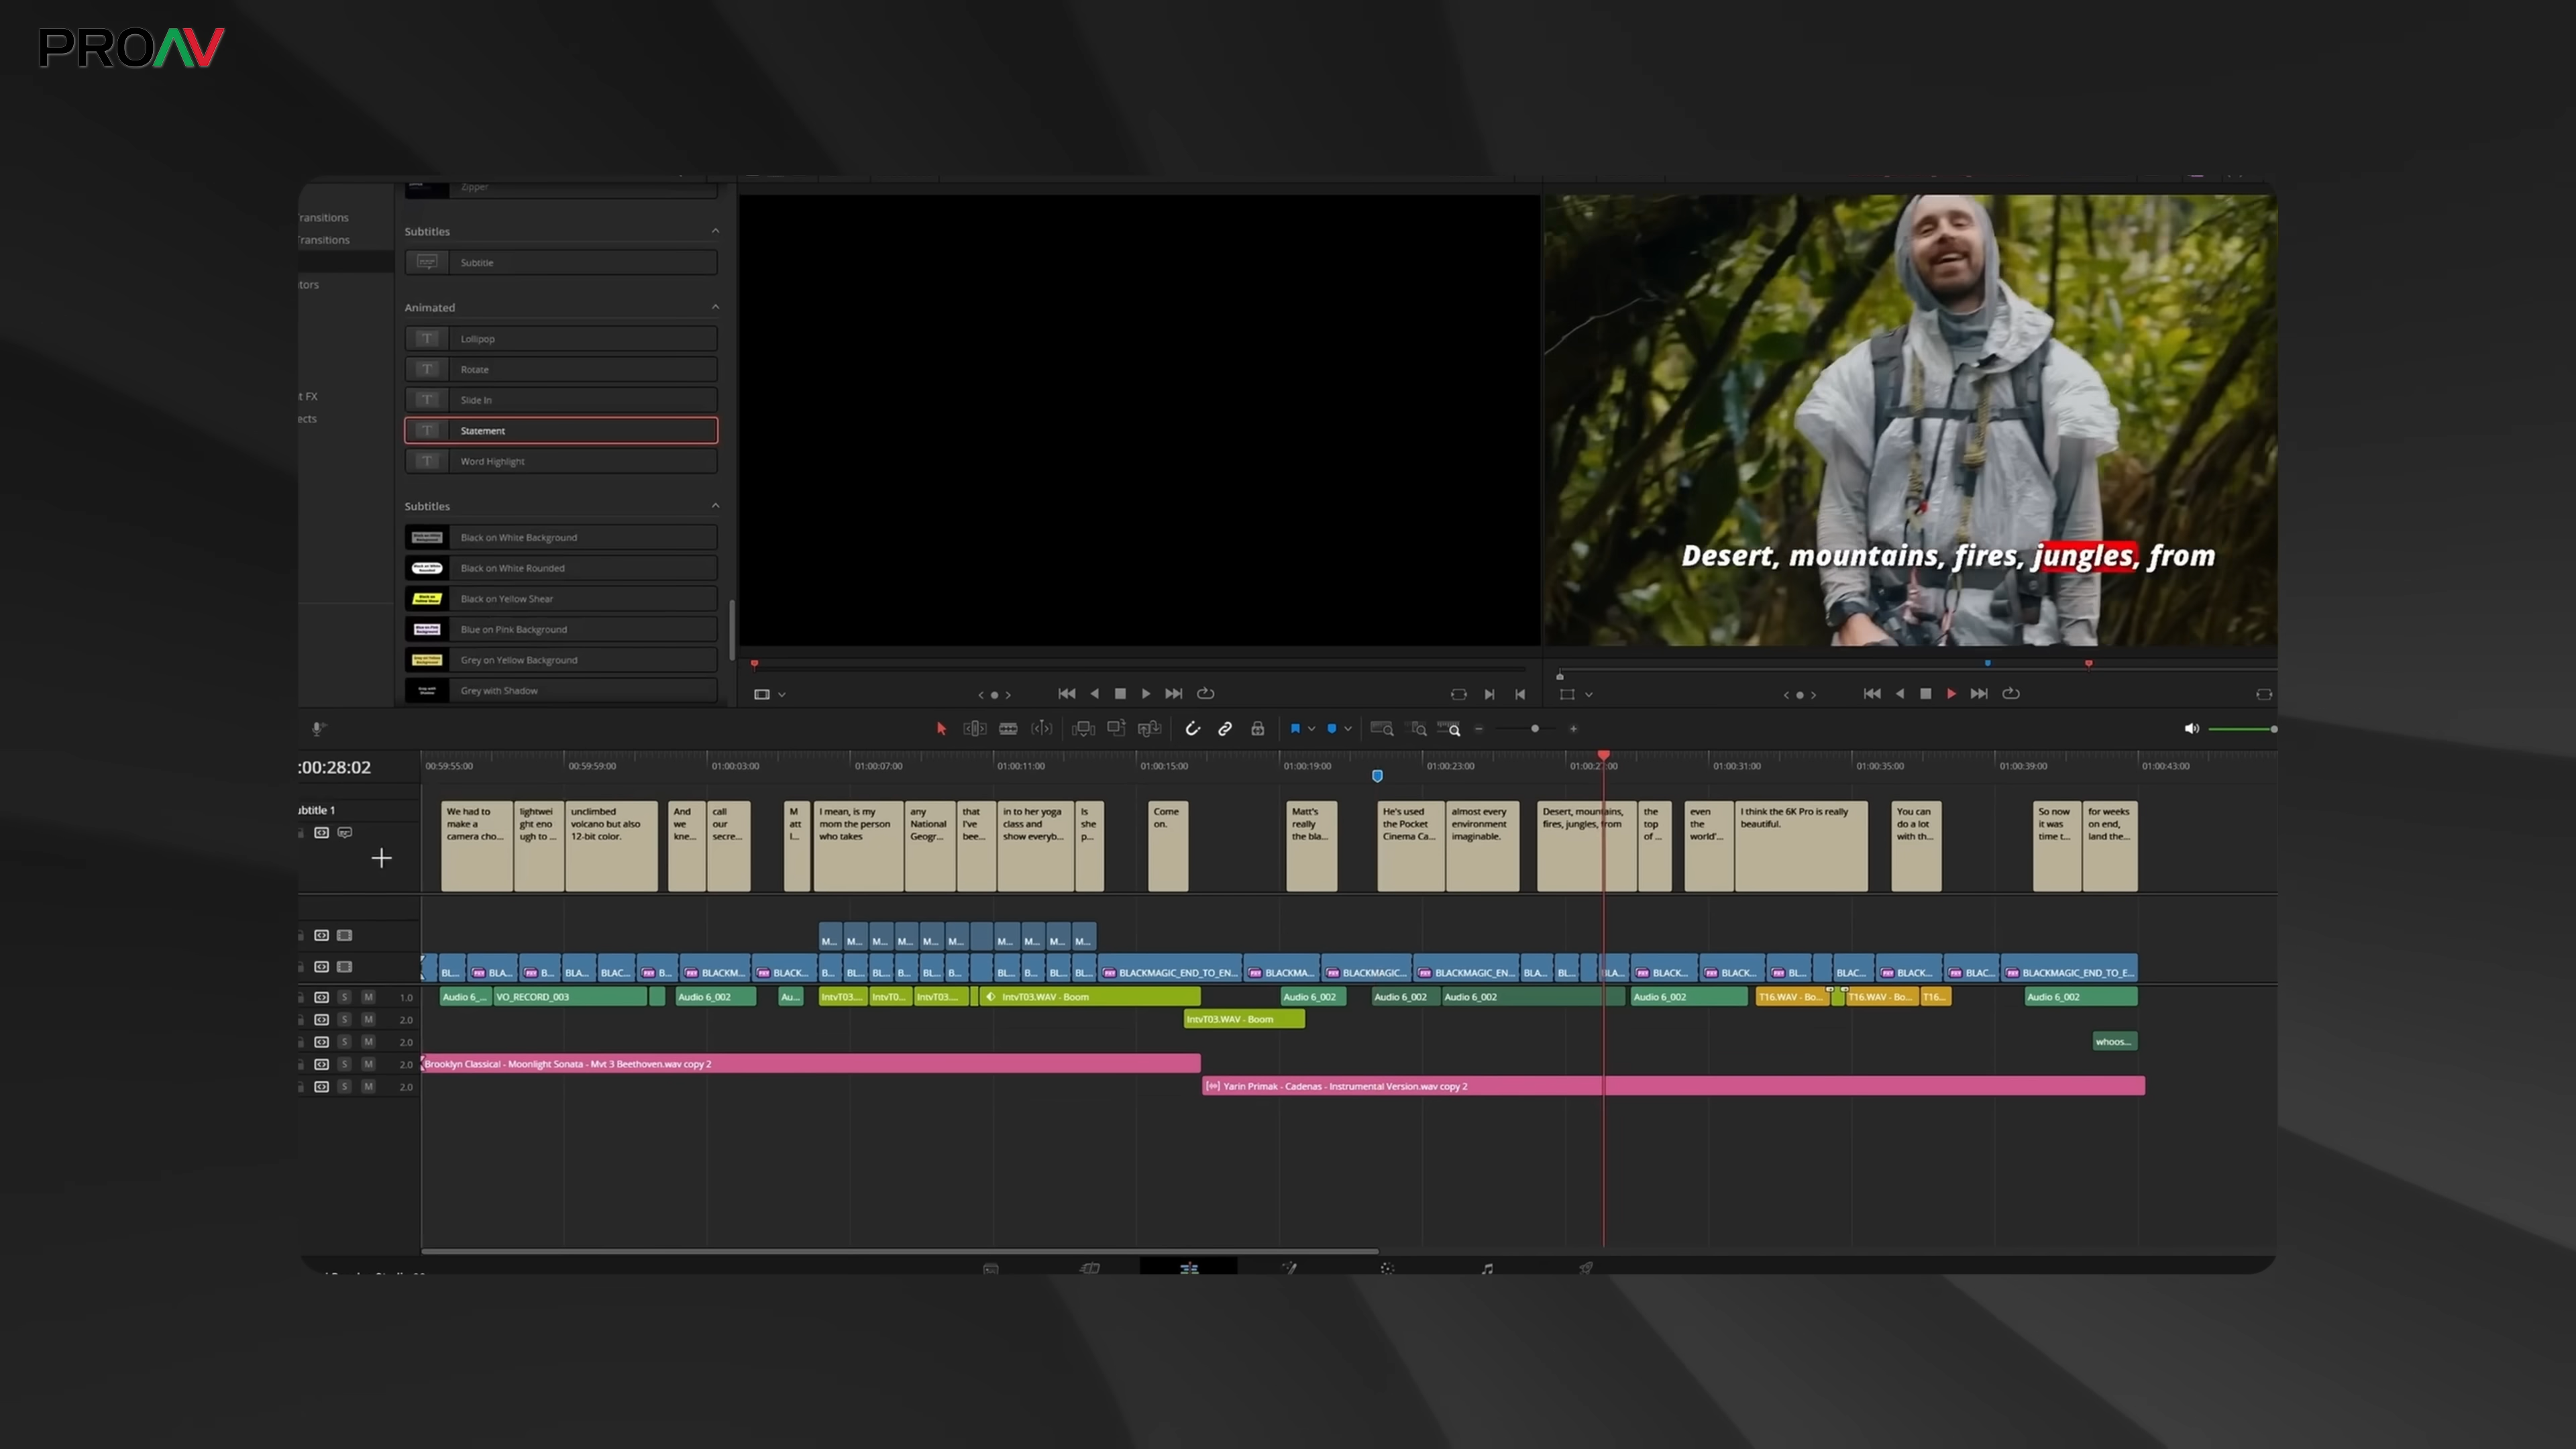 PROAV
Zipper
ransitions
Transitions
tors
t FX
ects
Subtitles
Subtitle
Animated
Lollipop
Rotate
Slide In
Statement
Word Highlight
Subtitles
Black on White Background
Black on White Rounded
Black on Yellow Shear
Blue on Pink Background
Grey on Yellow Background
Grey with Shadow
Desert, mountains, fires, jungles, from
:00:28:02
00:59:55:00 00:59:59:00 01:00:03:00 01:00:07:00 01:00:11:00 01:00:15:00 01:00:19:00 01:00:23:00 01:00:31:00 01:00:35:00 01:00:39:00 01:00:43:00
ubtitle 1
We had to
make a
camera cho...
lightwei
ght eno
ugh to ...
unclimbed
volcano but also
12-bit color.
And
we
kne...
call
our
secre...
M
att
I...
I mean, is my
mom the person
who takes
any
National
Geogr...
that
I've
bee...
in to her yoga
class and
show everyb...
Is
she
p...
Come
on.
Matt's
really
the bla...
He's used
the Pocket
Cinema Ca...
almost every
environment
imaginable.
Desert, mountains,
fires, jungles, from
the
top
of ...
even
the
world'...
I think the 6K Pro is really
beautiful.
You can
do a lot
with th...
So now
it was
time t...
for weeks
on end,
land the...
M... M... M... M... M... M... M... M... M... M...
BL... BLA... B... BLA... BLAC... B... BLACKM... BLACK... B... BL... BL... B... BL... B... BL... B... BL... B... BLACKMAGIC_END_TO_EN... BLACKMA... BLACKMAGIC... BLACKMAGIC_EN... BLA... BL... BLA... BLACK... BLACK... BL... BLAC... BLACK... BLAC... BLACKMAGIC_END_TO_E...
S M 1.0 Audio 6_... VO_RECORD_003 Audio 6_002 Au... IntvT03.... IntvT0... IntvT03.... IntvT03.WAV - Boom Audio 6_002 Audio 6_002 Audio 6_002 Audio 6_002 T16.WAV - Bo... T16.WAV - Bo... T16... Audio 6_002
S M 2.0 IntvT03.WAV - Boom
S M 2.0 whoos...
S M 2.0 Brooklyn Classical - Moonlight Sonata - Mvt 3 Beethoven.wav copy 2
S M 2.0 Yarin Primak - Cadenas - Instrumental Version.wav copy 2